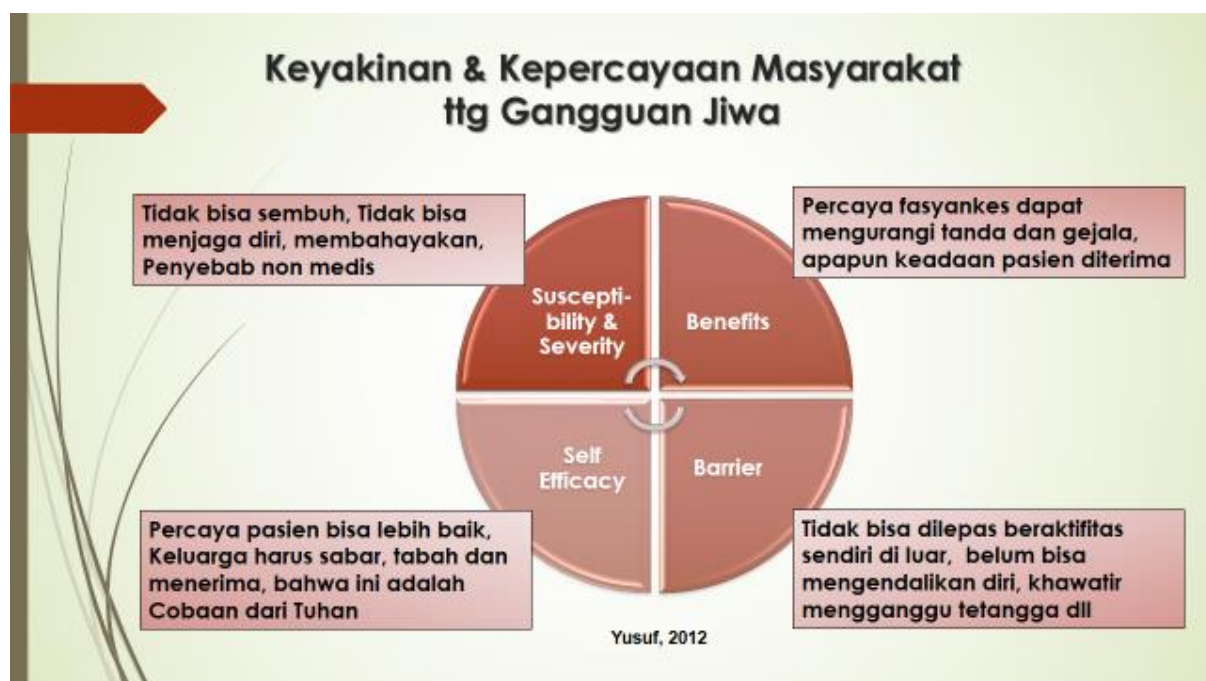 Keyakinan & Kepercayaan Masyarakat
ttg Gangguan Jiwa
Tidak bisa sembuh, Tidak bisa
menjaga diri, membahayakan,
Penyebab non medis
Percaya fasyankes dapat
mengurangi tanda dan gejala,
apapun keadaan pasien diterima
Suscepti-
bility &
Severity
Benefits
Self
Efficacy
Barrier
Percaya pasien bisa lebih baik,
Keluarga harus sabar, tabah dan
menerima, bahwa ini adalah
Cobaan dari Tuhan
Tidak bisa dilepas beraktifitas
sendiri di luar, belum bisa
mengendalikan diri, khawatir
mengganggu tetangga dll
Yusuf, 2012